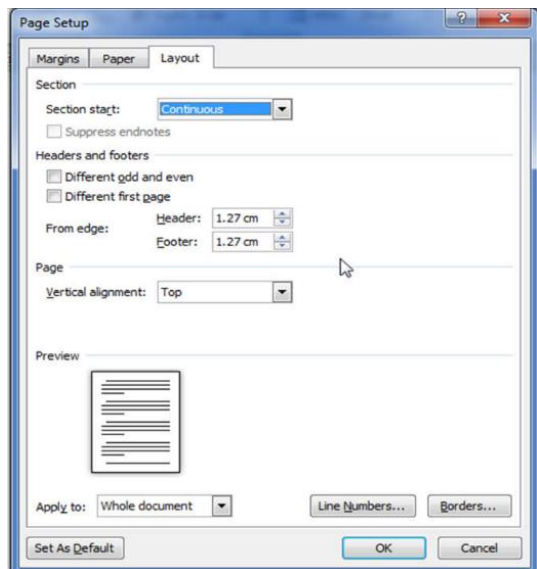 Page Setup
Margins Paper Layout
Section
Section start: Continuous
Suppress endnotes
Headers and footers
Different odd and even
Different first page
From edge:
Header: 1.27 cm
Footer: 1.27 cm
Page
Vertical alignment: Top
Preview
Apply to: Whole document
Line Numbers... Borders...
Set As Default OK Cancel